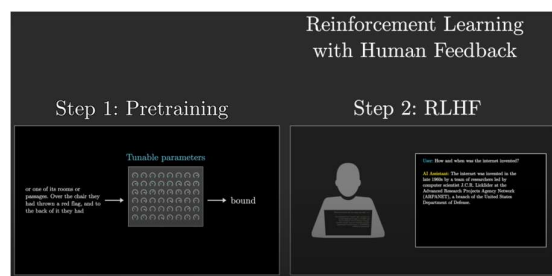 Reinforcement Learning
with Human Feedback
Step 1: Pretraining
Step 2: RLHF
Tunable parameters
or one of its rooms or
passages. Over the chair they
had thrown a red flag, and to
the back of it they had
bound
User: How and when was the internet invented?
AI Assistant: The internet was invented in the
late 1960s by a team of researchers led by
computer scientist J.C.R. Licklider at the
Advanced Research Projects Agency Network
(ARPANET), a branch of the United States
Department of Defense.